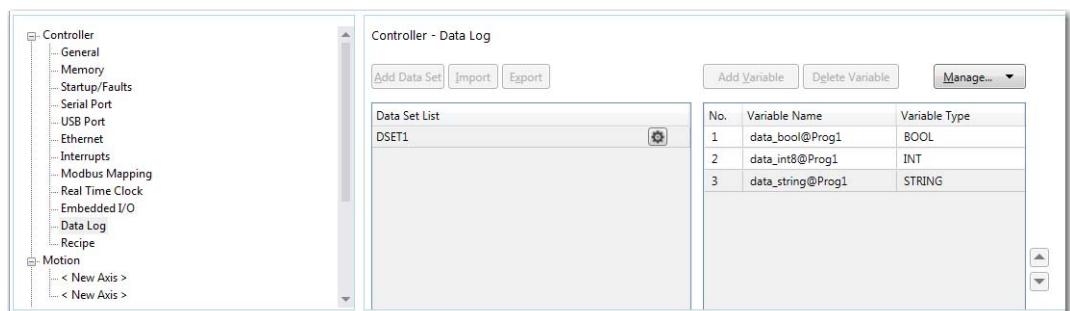 Controller
General
Memory
Startup/Faults
Serial Port
USB Port
Ethernet
Interrupts
Modbus Mapping
Real Time Clock
Embedded I/O
Data Log
Recipe
Motion
< New Axis >
< New Axis >
Controller - Data Log
Add Data Set Import Export
Data Set List
DSET1
Add Variable Delete Variable Manage...
No. Variable Name Variable Type
1 data_bool@Prog1 BOOL
2 data_int8@Prog1 INT
3 data_string@Prog1 STRING